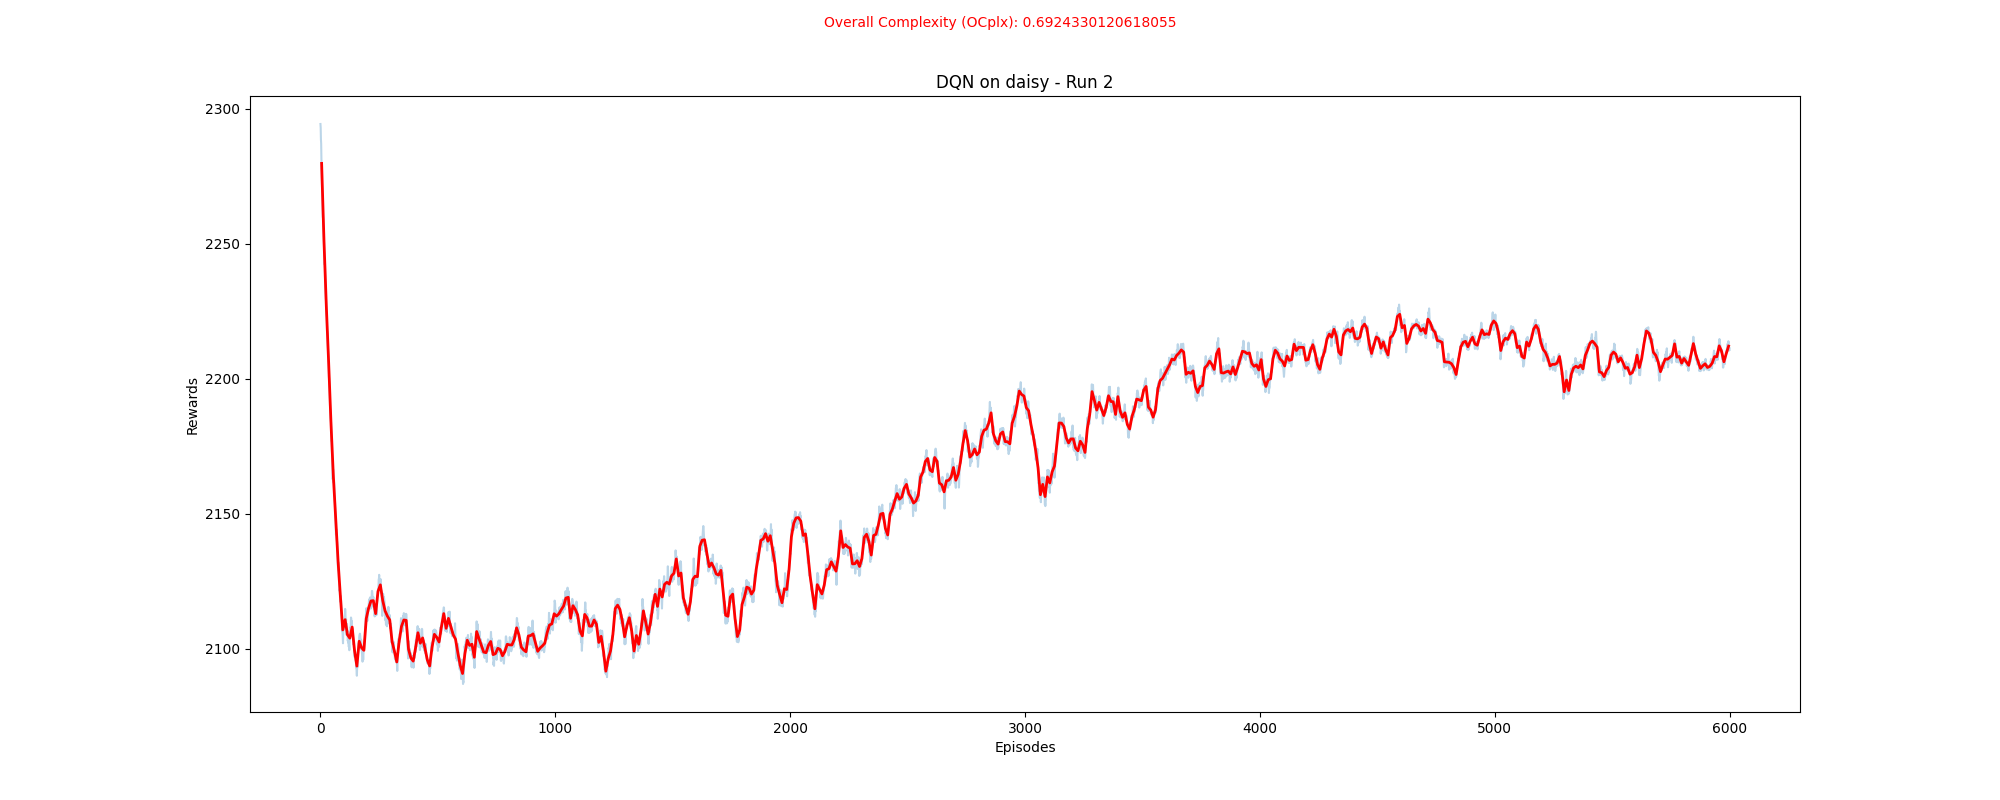 Overall Complexity (OCplx): 0.6924330120618055
DQN on daisy - Run 2
2300
2250
2200
2150
2100
Rewards
0 1000 2000 3000 4000 5000 6000
Episodes